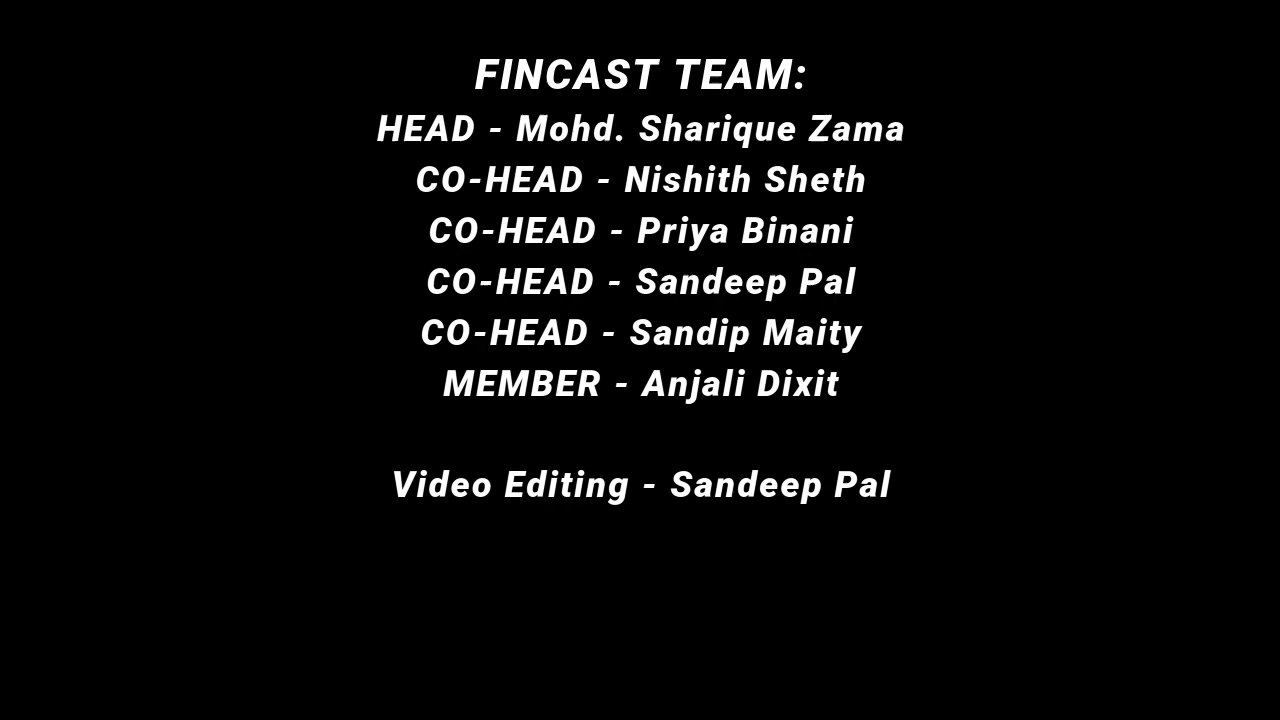 FINCAST TEAM:
HEAD - Mohd. Sharique Zama
CO-HEAD - Nishith Sheth
CO-HEAD - Priya Binani
CO-HEAD - Sandeep Pal
CO-HEAD - Sandip Maity
MEMBER - Anjali Dixit
Video Editing - Sandeep Pal